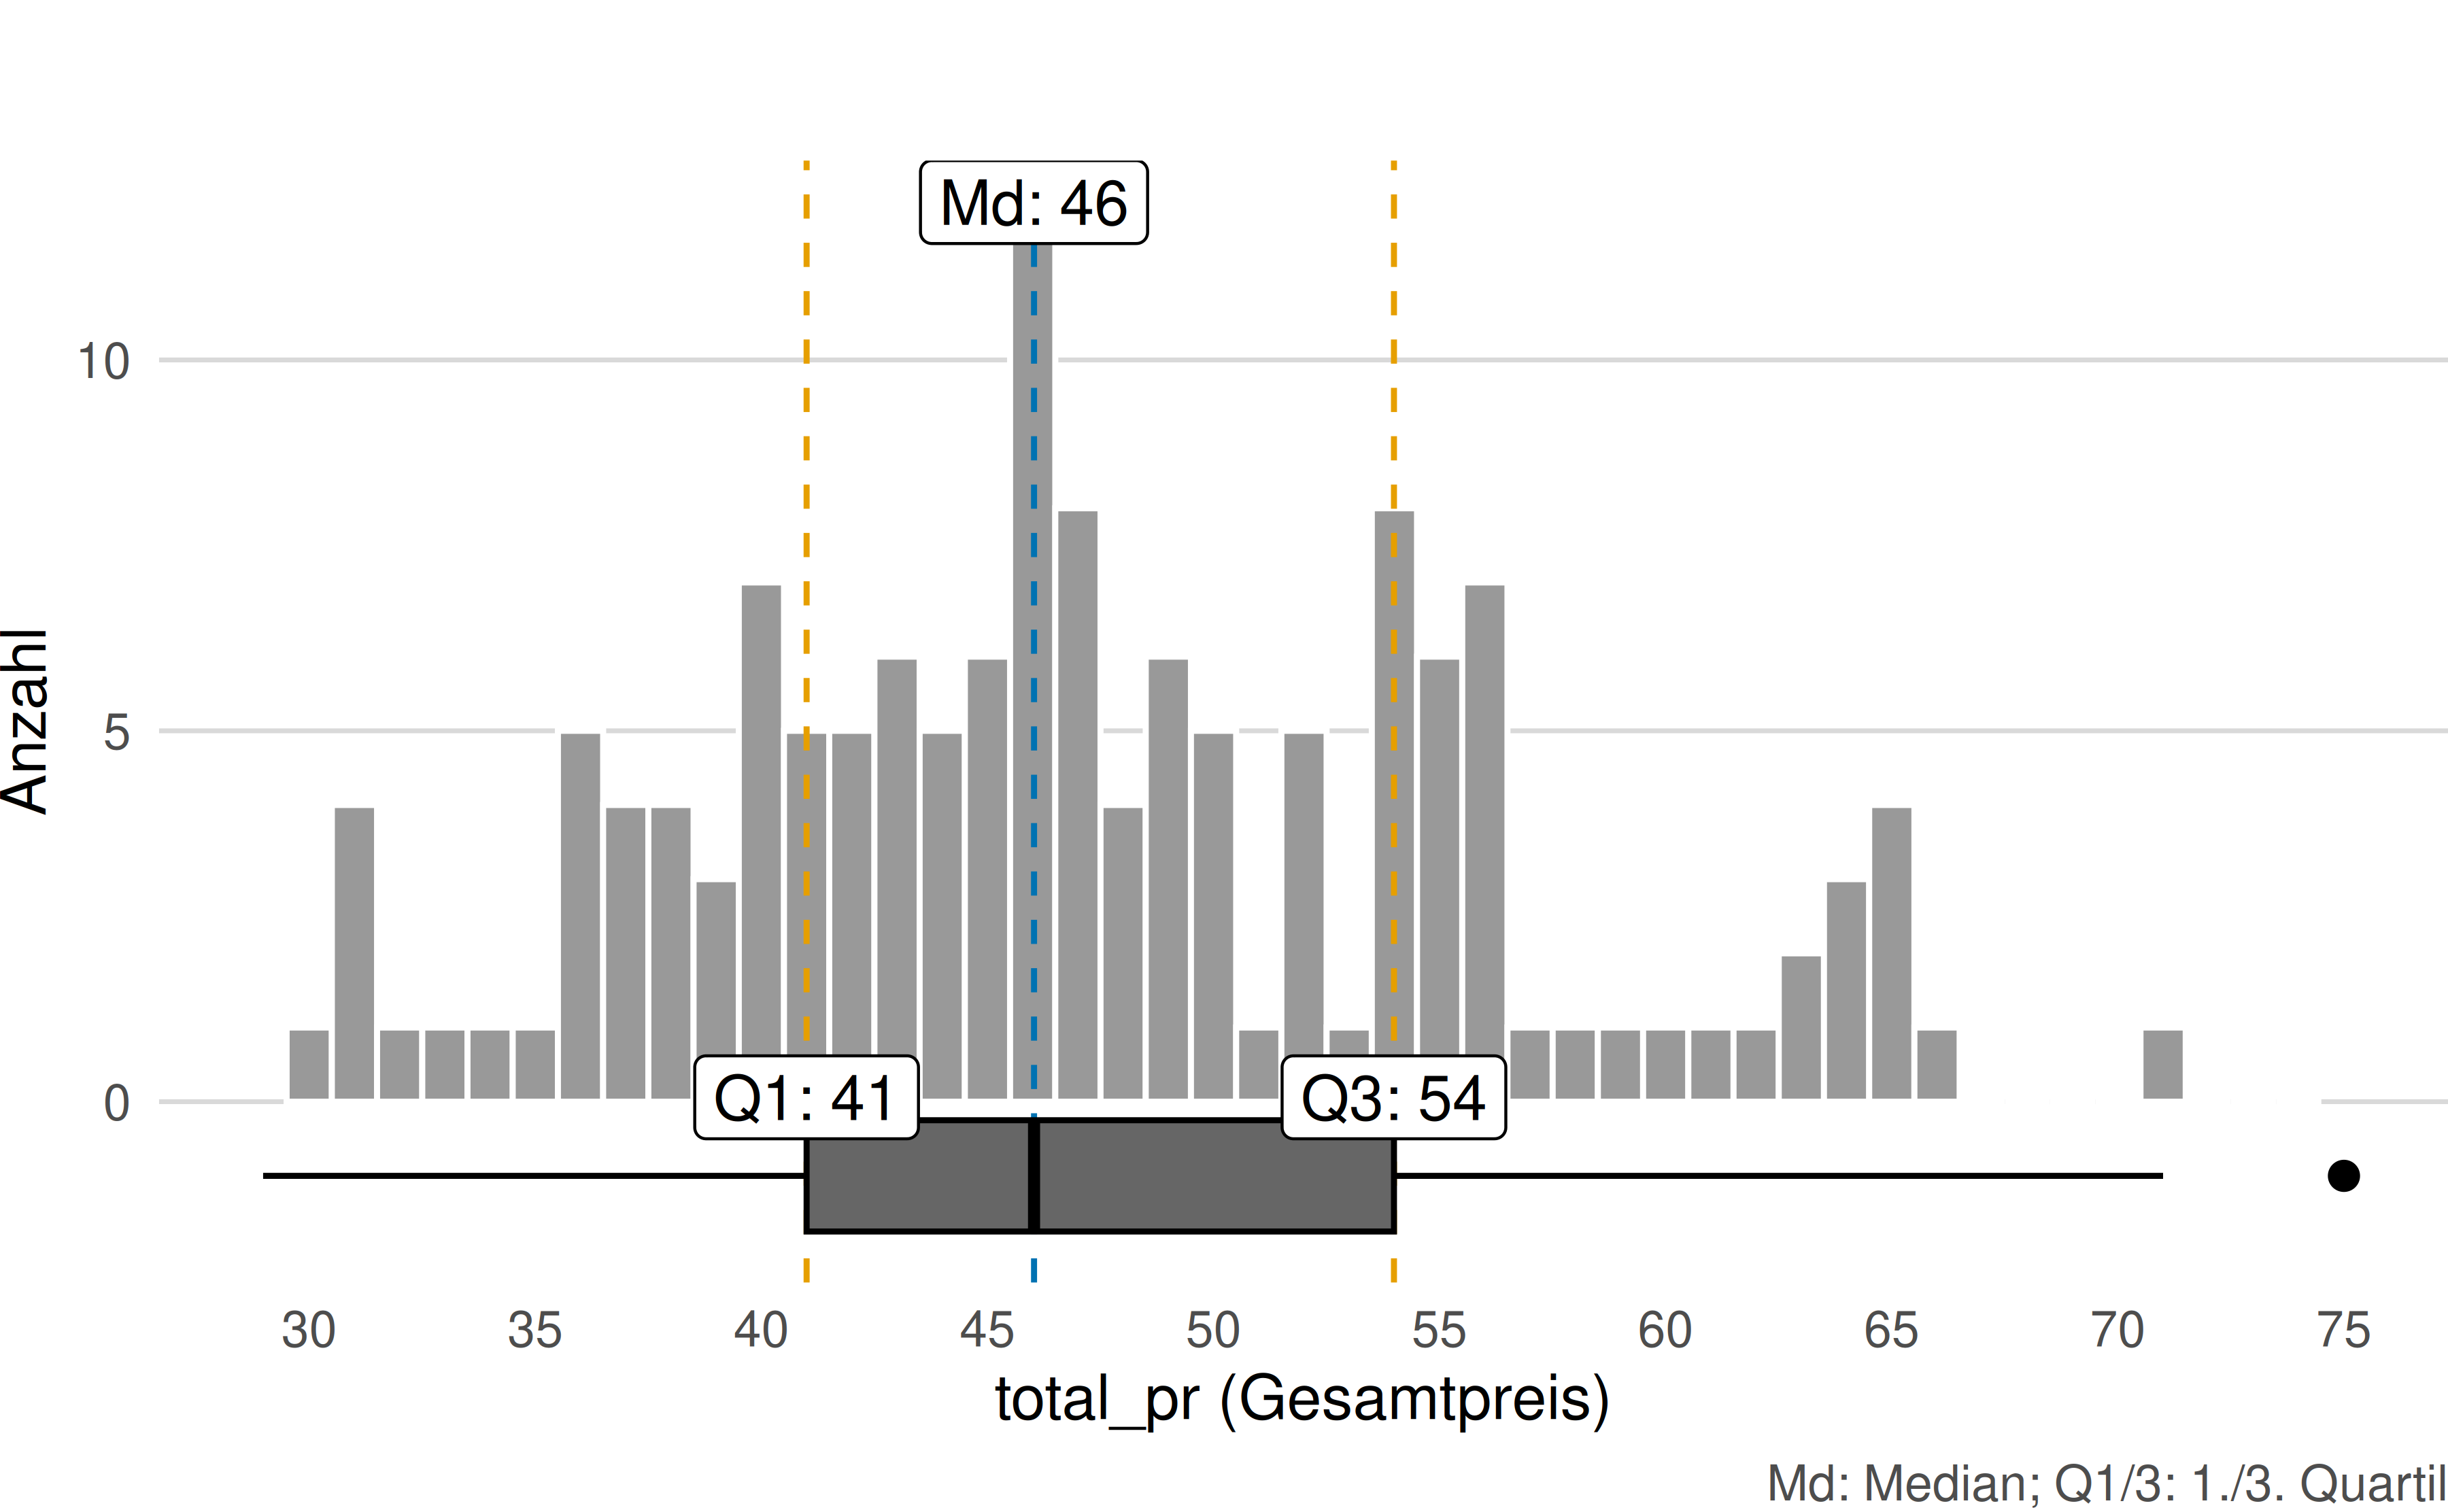 Md: 46
10
5
0
Anzahl
Q1: 41
Q3: 54
30 35 40 45 50 55 60 65 70 75
total_pr (Gesamtpreis)
Md: Median; Q1/3: 1./3. Quartil